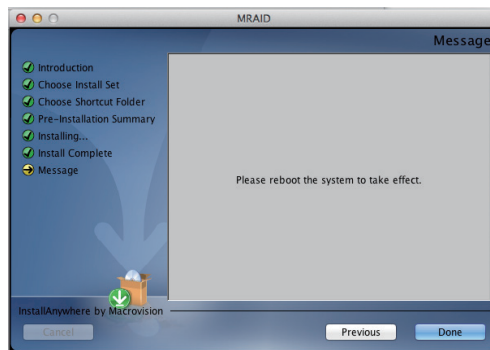 MRAID
Message
Introduction
Choose Install Set
Choose Shortcut Folder
Pre-Installation Summary
Installing...
Install Complete
Message
Please reboot the system to take effect.
InstallAnywhere by Macrovision
Cancel
Previous
Done